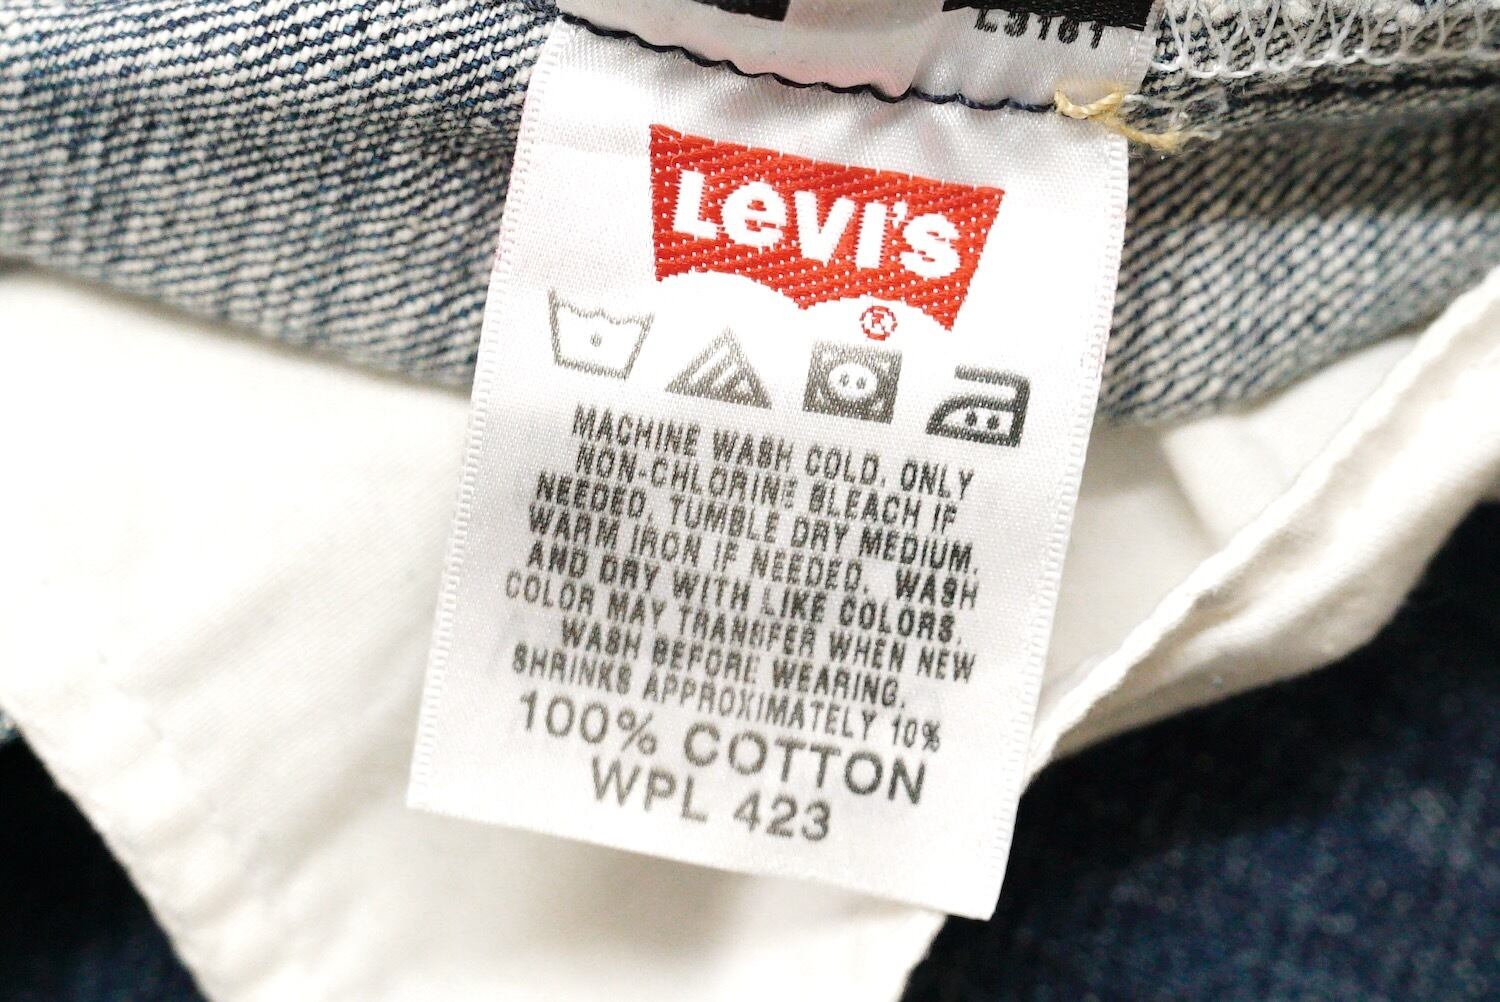 Levi's
®
MACHINE WASH COLD. ONLY
NON-CHLORINE BLEACH IF
NEEDED. TUMBLE DRY MEDIUM.
WARM IRON IF NEEDED. WASH
AND DRY WITH LIKE COLORS.
COLOR MAY TRANSFER WHEN NEW
WASH BEFORE WEARING.
SHRINKS APPROXIMATELY 10%
100% COTTON
WPL 423